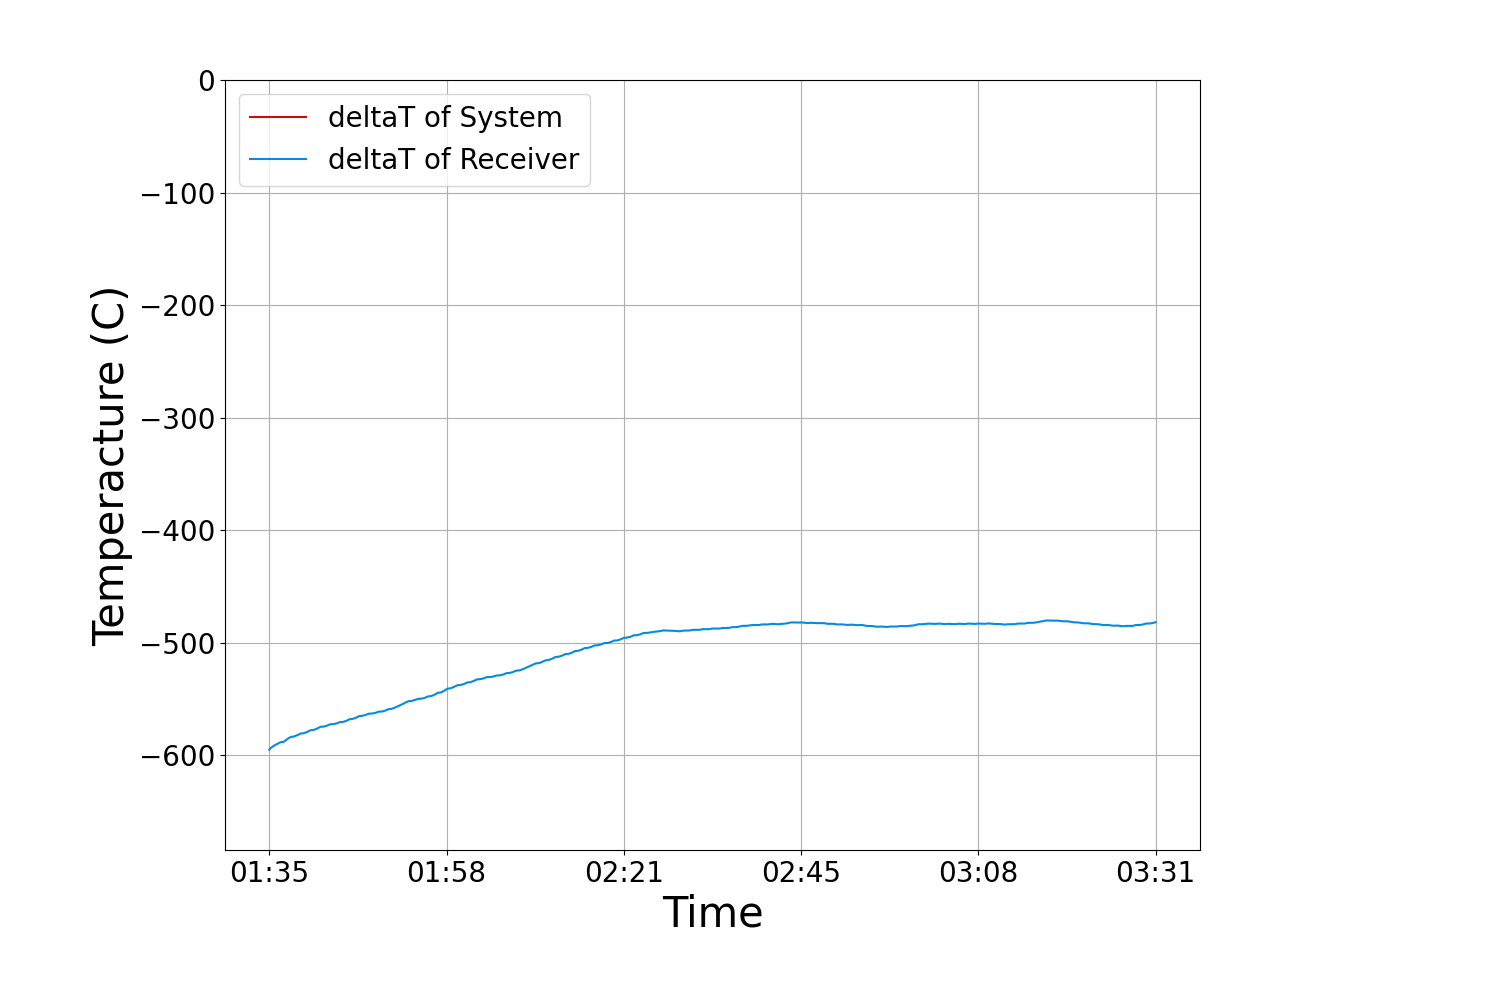 deltaT of System
deltaT of Receiver
Temperacture (C)
0
−100
−200
−300
−400
−500
−600
01:35 01:58 02:21 02:45 03:08 03:31
Time